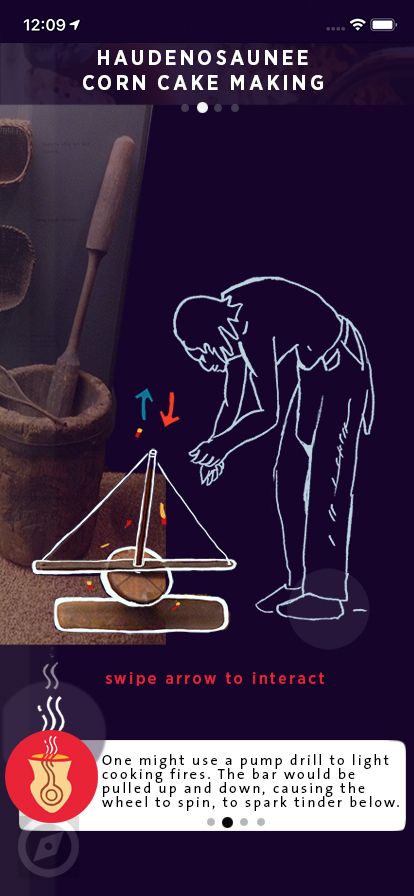 12:09
HAUDENOSAUNEE
CORN CAKE MAKING
swipe arrow to interact
One might use a pump drill to light
cooking fires. The bar would be
pulled up and down, causing the
wheel to spin, to spark tinder below.